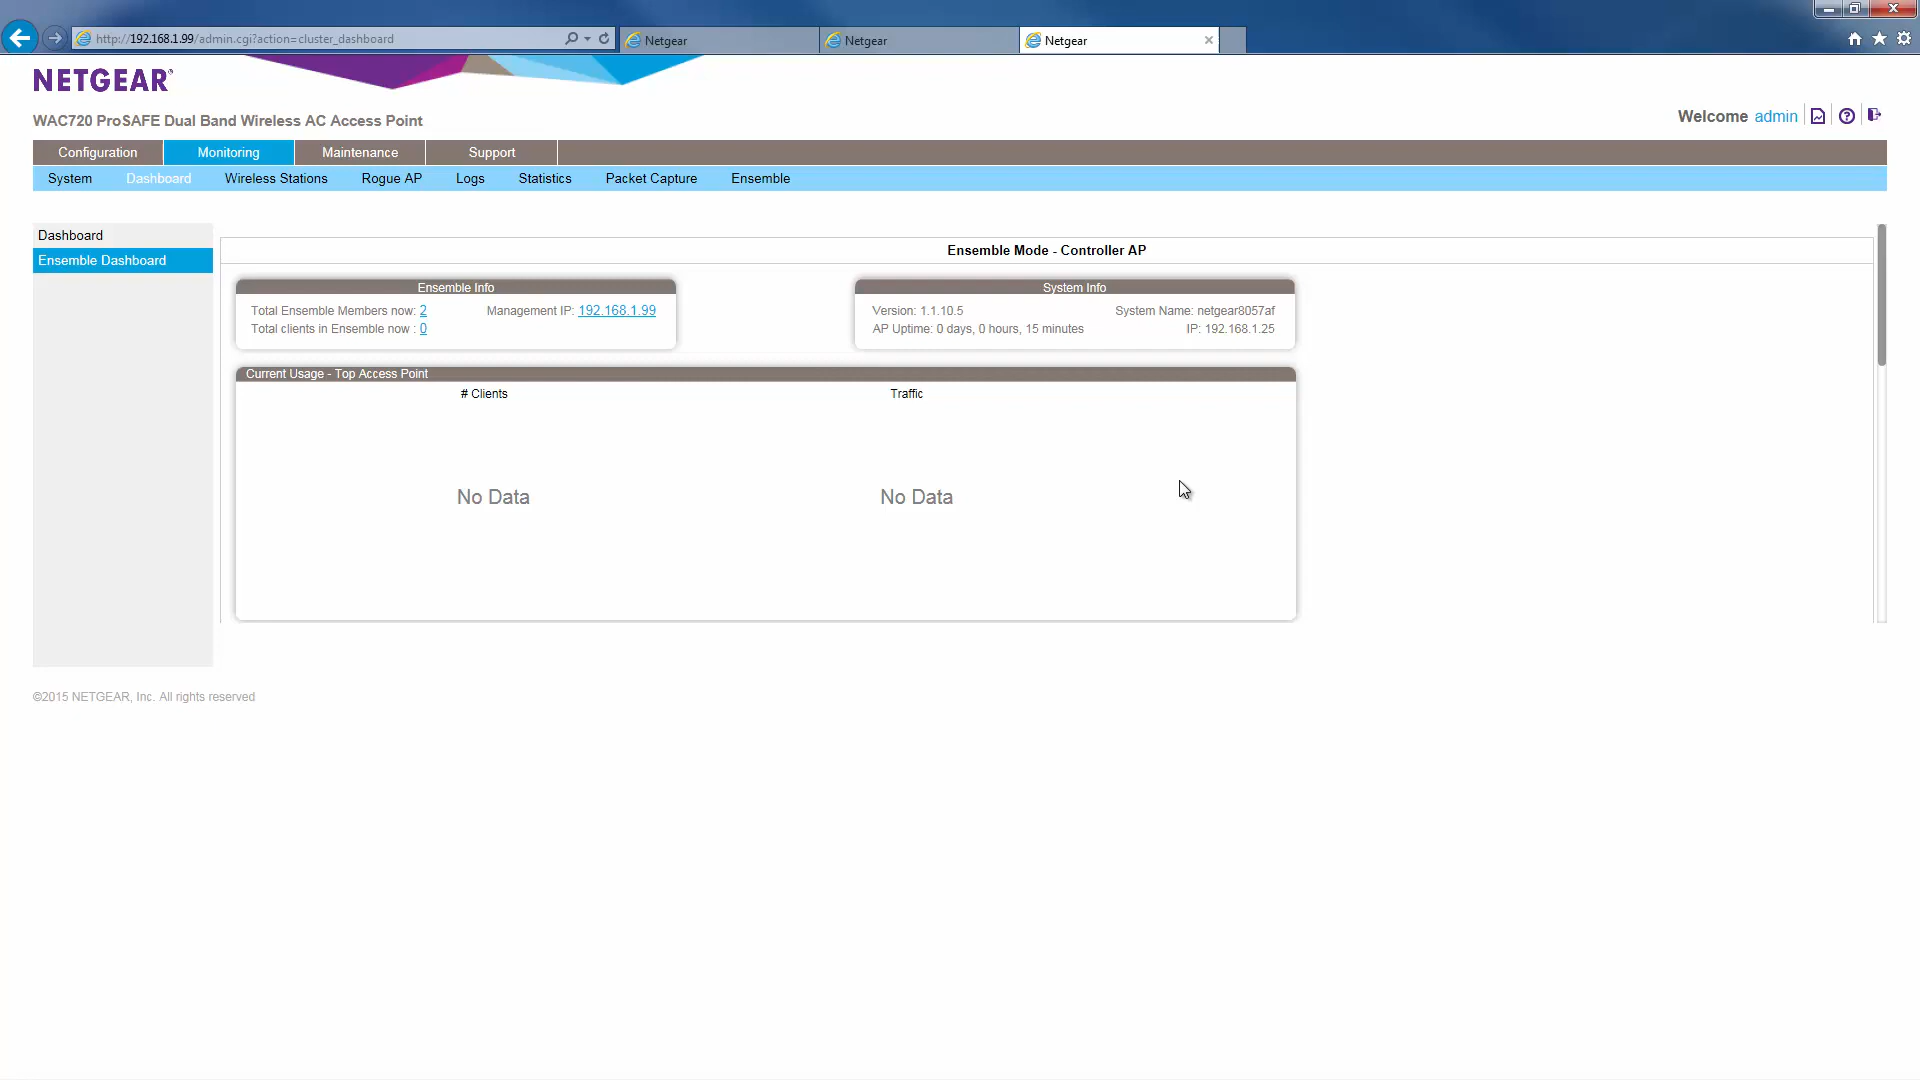 http://192.168.1.99/admin.cgi?action=cluster_dashboard
Netgear
Netgear
Netgear
NETGEAR®
WAC720 ProSAFE Dual Band Wireless AC Access Point
Welcome admin
Configuration
Monitoring
Maintenance
Support
System
Dashboard
Wireless Stations
Rogue AP
Logs
Statistics
Packet Capture
Ensemble
Dashboard
Ensemble Dashboard
Ensemble Mode - Controller AP
Ensemble Info
Total Ensemble Members now: 2
Management IP: 192.168.1.99
Total clients in Ensemble now : 0
System Info
Version: 1.1.10.5
System Name: netgear8057af
AP Uptime: 0 days, 0 hours, 15 minutes
IP: 192.168.1.25
Current Usage - Top Access Point
# Clients
Traffic
No Data
No Data
©2015 NETGEAR, Inc. All rights reserved